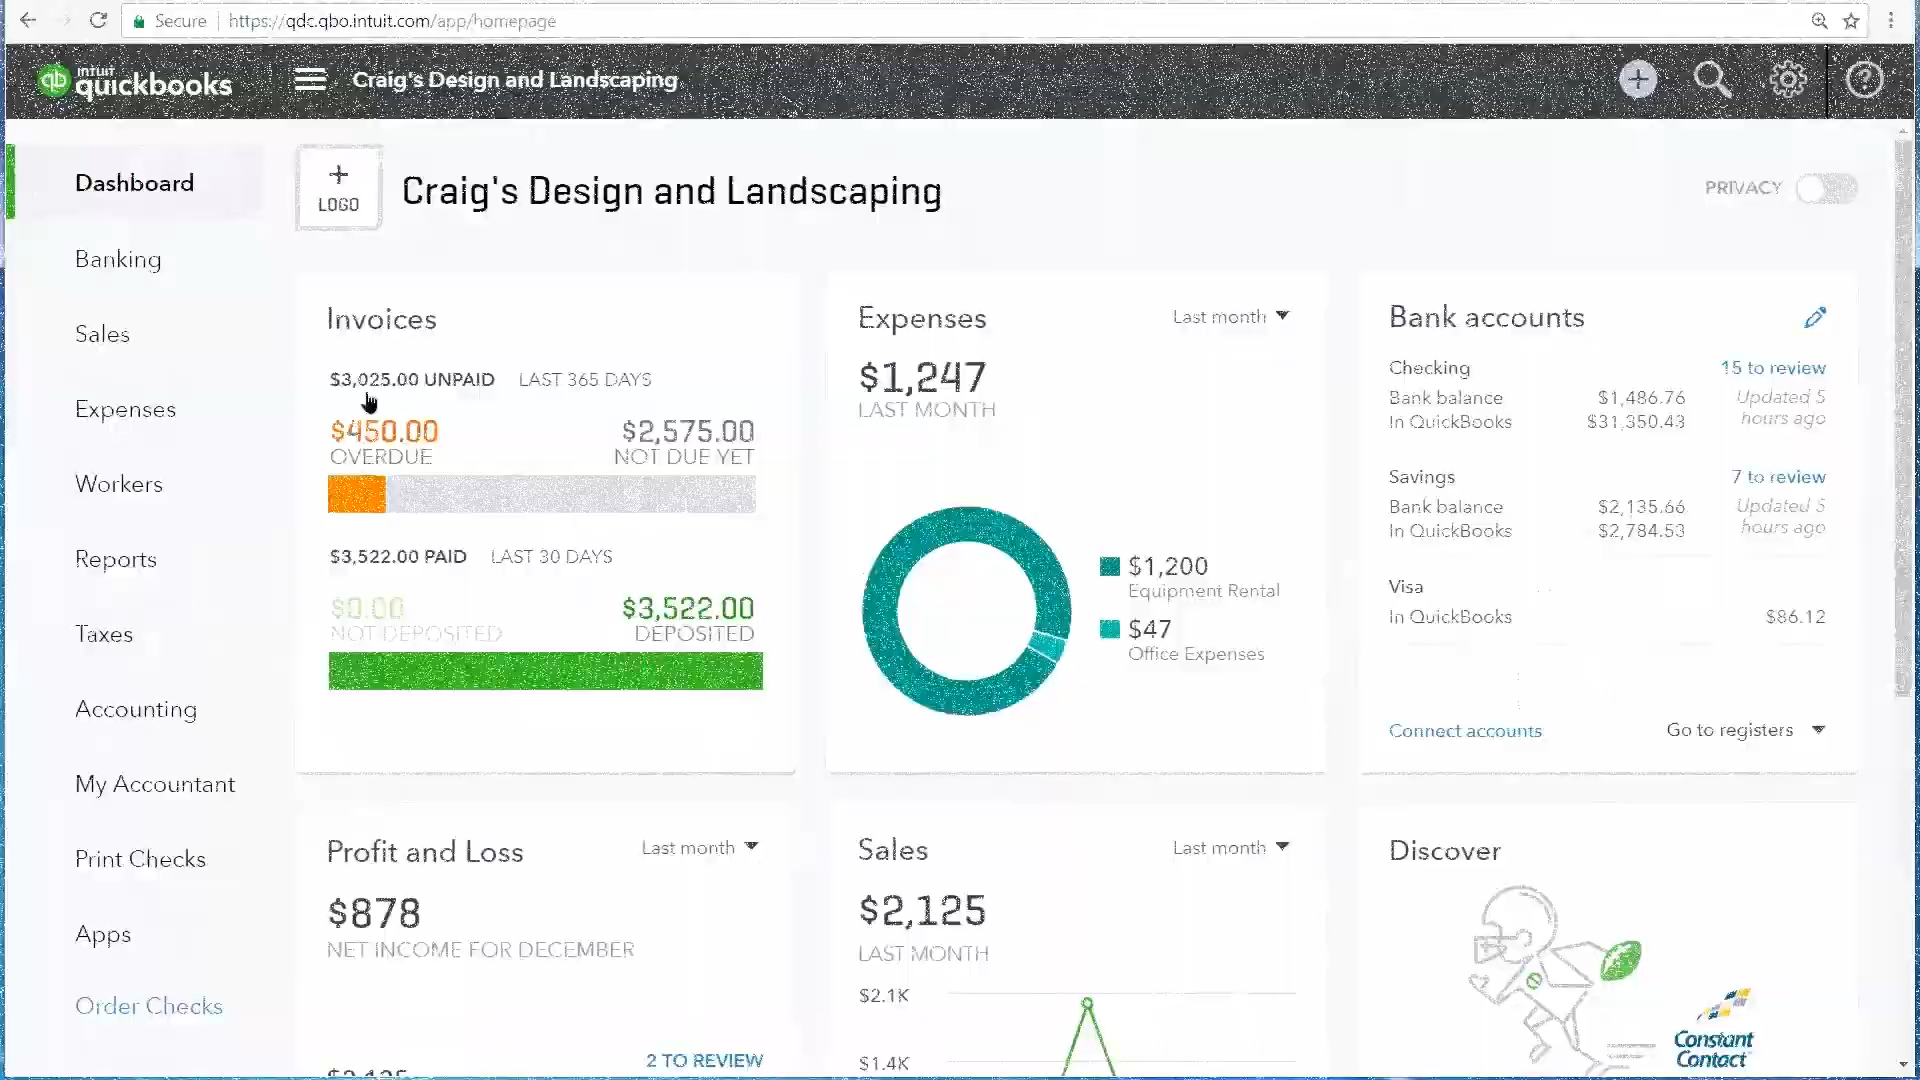 Secure https://qdc.qbo.intuit.com/app/homepage
intuit
quickbooks
Craig's Design and Landscaping
Dashboard
Banking
Sales
Expenses
Workers
Reports
Taxes
Accounting
My Accountant
Print Checks
Apps
Order Checks
+
LOGO
Craig's Design and Landscaping
PRIVACY
Invoices
$3,025.00 UNPAID LAST 365 DAYS
$450.00 $2,575.00
OVERDUE NOT DUE YET
$3,522.00 PAID LAST 30 DAYS
$0.00 $3,522.00
NOT DEPOSITED DEPOSITED
Expenses Last month
$1,247
LAST MONTH
$1,200
Equipment Rental
$47
Office Expenses
Bank accounts
Checking 15 to review
Bank balance $1,486.76 Updated 5
In QuickBooks $31,350.43 hours ago
Savings 7 to review
Bank balance $2,135.66 Updated 5
In QuickBooks $2,784.53 hours ago
Visa
In QuickBooks $86.12
Connect accounts Go to registers
Profit and Loss Last month
$878
NET INCOME FOR DECEMBER
2 TO REVIEW
Sales Last month
$2,125
LAST MONTH
$2.1K
$1.4K
Discover
Constant
Contact